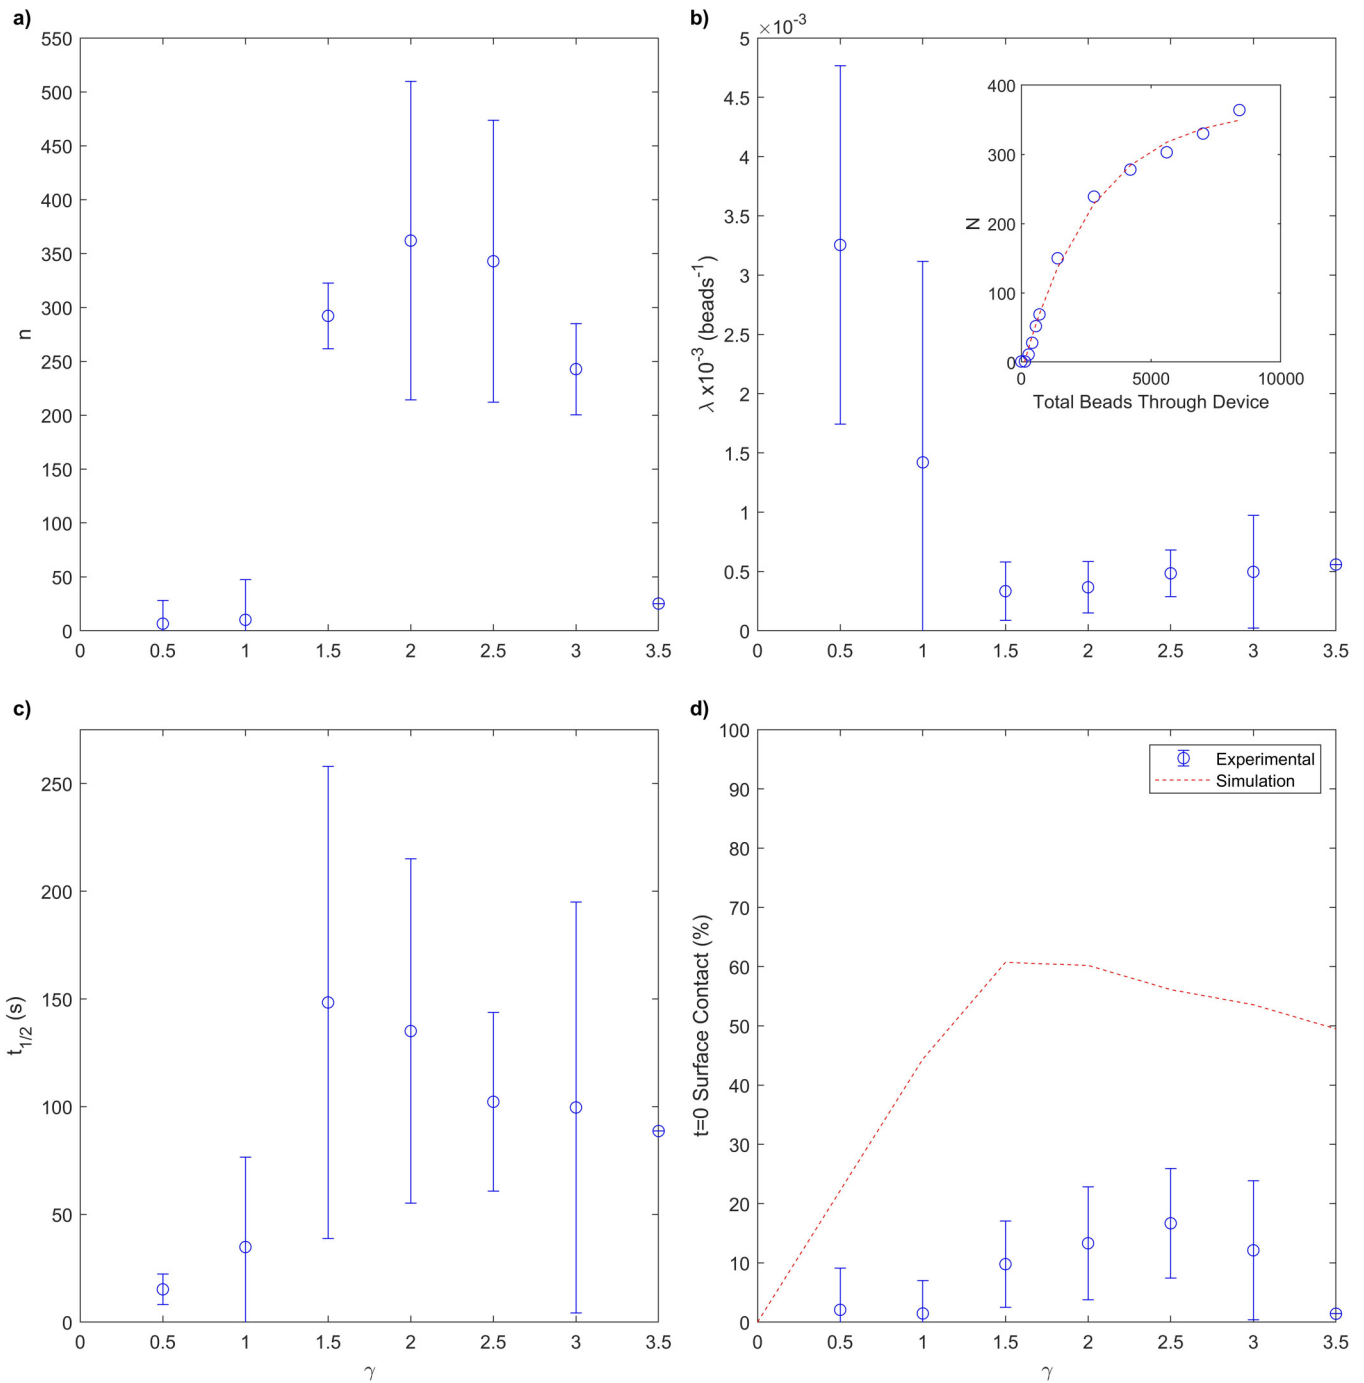 a)
550
500
450
400
350
300
250
200
150
100
50
0
n
0 0.5 1 1.5 2 2.5 3 3.5
b)
×10⁻³
5
4.5
4
3.5
3
2.5
2
1.5
1
0.5
0
λ x10⁻³ (beads⁻¹)
0 0.5 1 1.5 2 2.5 3 3.5
400
300
200
100
0
N
0 5000 10000
Total Beads Through Device
c)
250
200
150
100
50
0
t1/2 (s)
0 0.5 1 1.5 2 2.5 3 3.5
γ
d)
100
90
80
70
60
50
40
30
20
10
0
t=0 Surface Contact (%)
Experimental
Simulation
0 0.5 1 1.5 2 2.5 3 3.5
γ